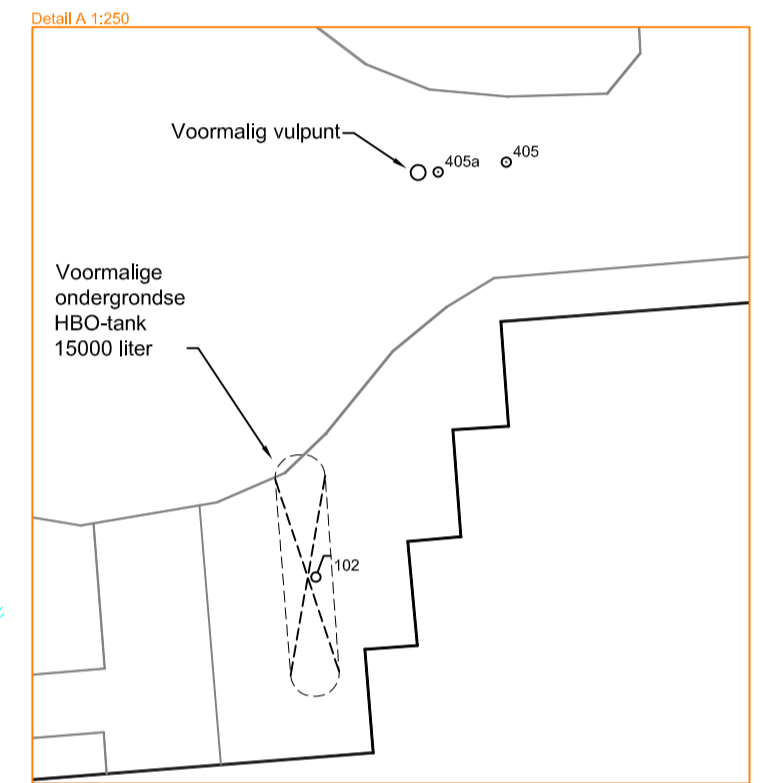 Detail A 1:250
Voormalig vulpunt
405a
405
Voormalige
ondergrondse
HBO-tank
15000 liter
102